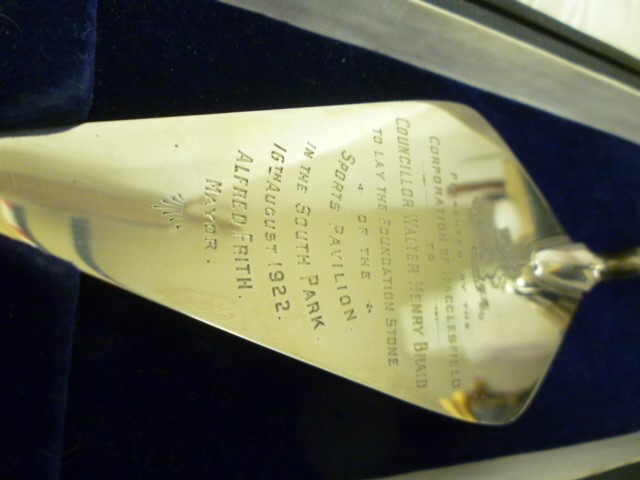 PRESENTED BY THE
CORPORATION OF MACCLESFIELD
TO
COUNCILLOR WALTER HENRY BRAID
TO LAY THE FOUNDATION STONE
OF THE
SPORTS PAVILION.
IN THE SOUTH PARK.
16TH AUGUST 1922.
ALFRED FRITH.
MAYOR.